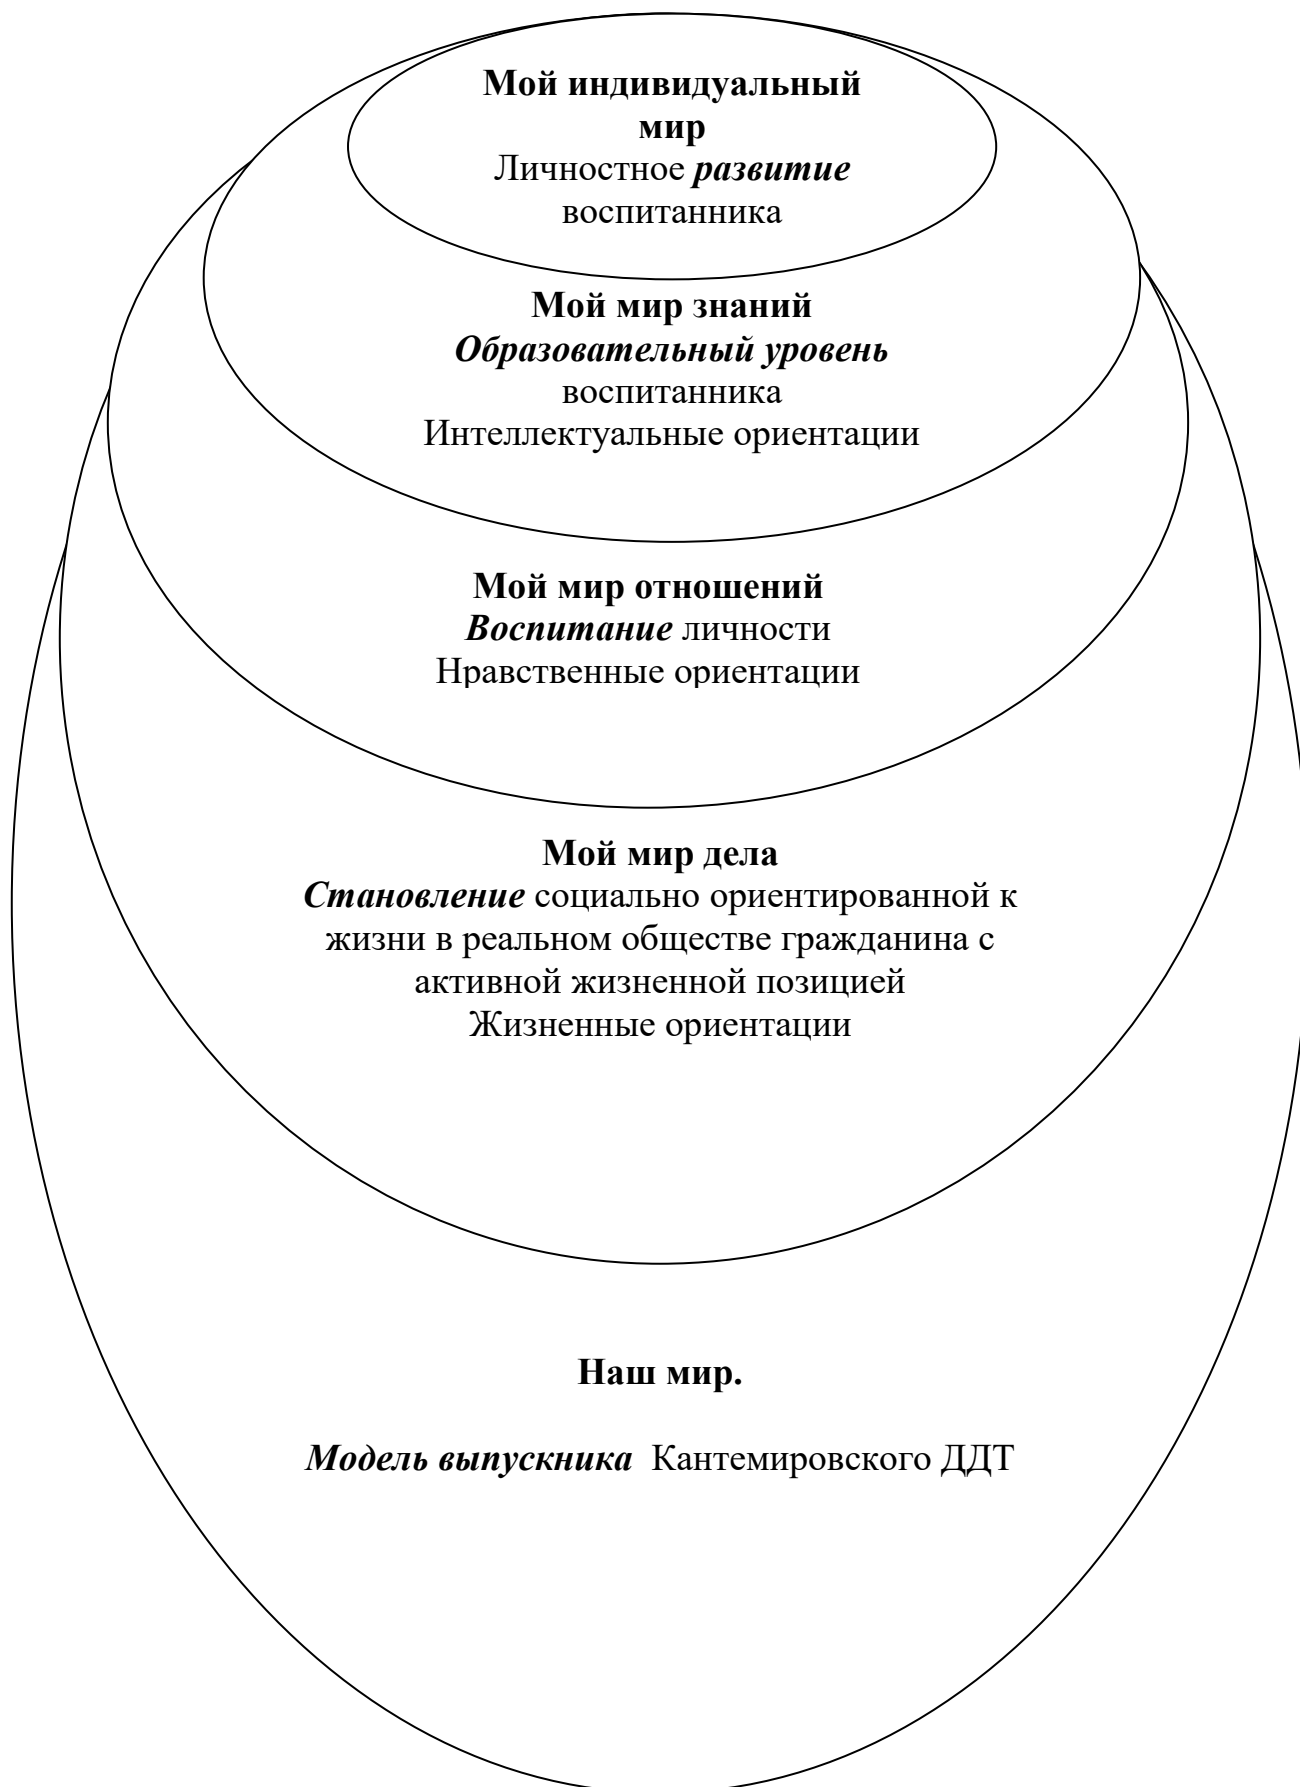 Мой индивидуальный
мир
Личностное развитие
воспитанника
Мой мир знаний
Образовательный уровень
воспитанника
Интеллектуальные ориентации
Мой мир отношений
Воспитание личности
Нравственные ориентации
Мой мир дела
Становление социально ориентированной к
жизни в реальном обществе гражданина с
активной жизненной позицией
Жизненные ориентации
Наш мир.
Модель выпускника Кантемировского ДДТ